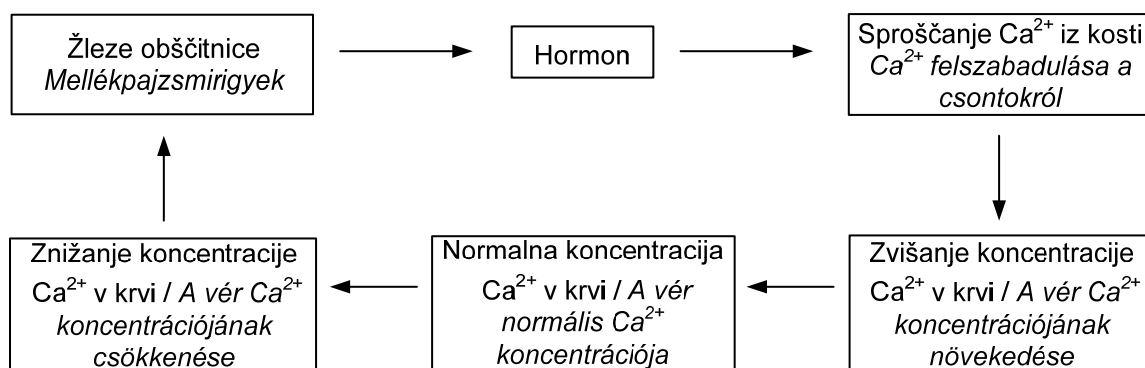 Žleze obščitnice
Mellékpajzsmirigyek
Hormon
Sproščanje Ca²⁺ iz kosti
Ca²⁺ felszabadulása a
csontokról
Znižanje koncentracije
Ca²⁺ v krvi / A vér Ca²⁺
koncentrációjának
csökkenése
Normalna koncentracija
Ca²⁺ v krvi / A vér
normális Ca²⁺
koncentrációja
Zvišanje koncentracije
Ca²⁺ v krvi / A vér Ca²⁺
koncentrációjának
növekedése